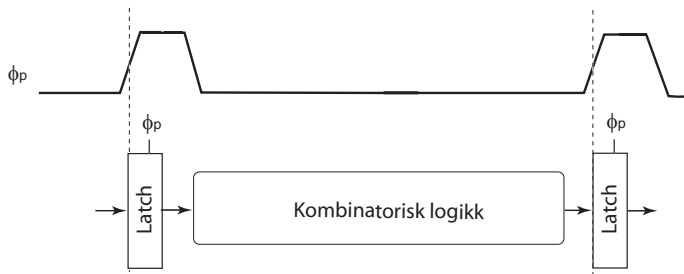 ϕp
ϕp
ϕp
Latch
Kombinatorisk logikk
Latch